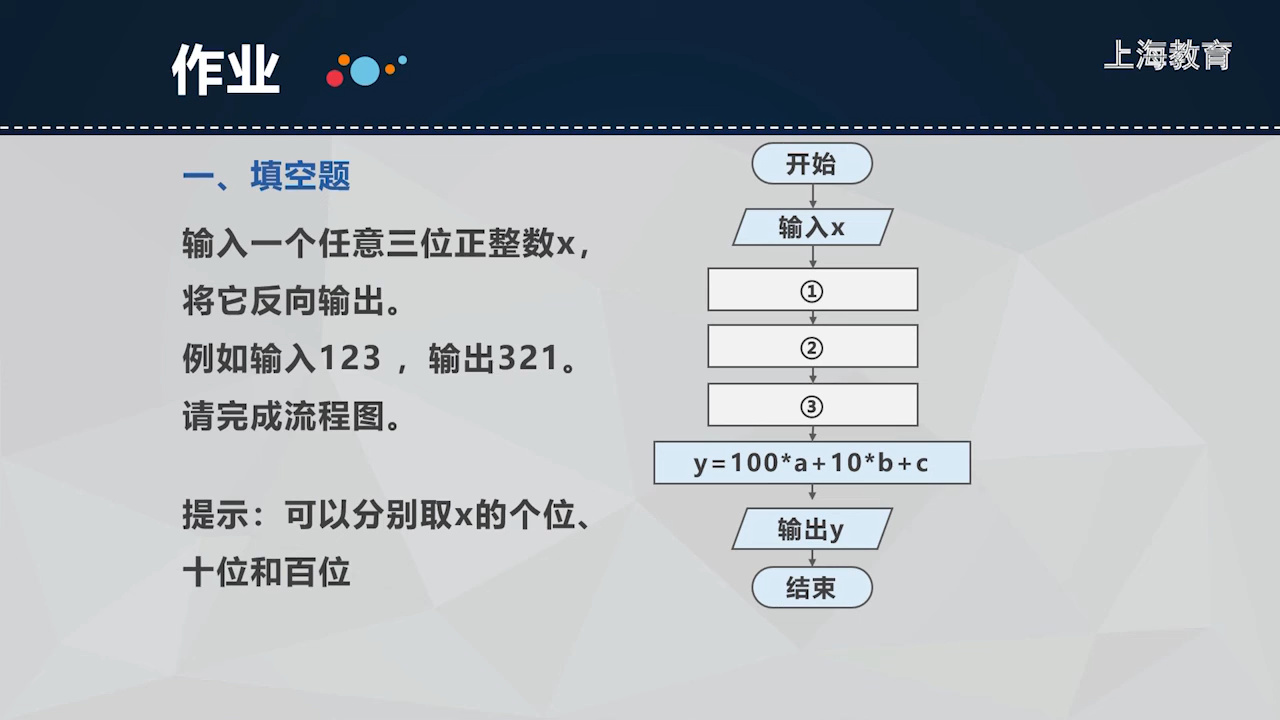 作业
上海教育
一、填空题
输入一个任意三位正整数x，
将它反向输出。
例如输入123 ，输出321。
请完成流程图。
提示：可以分别取x的个位、
十位和百位
开始
输入x
①
②
③
y=100*a+10*b+c
输出y
结束